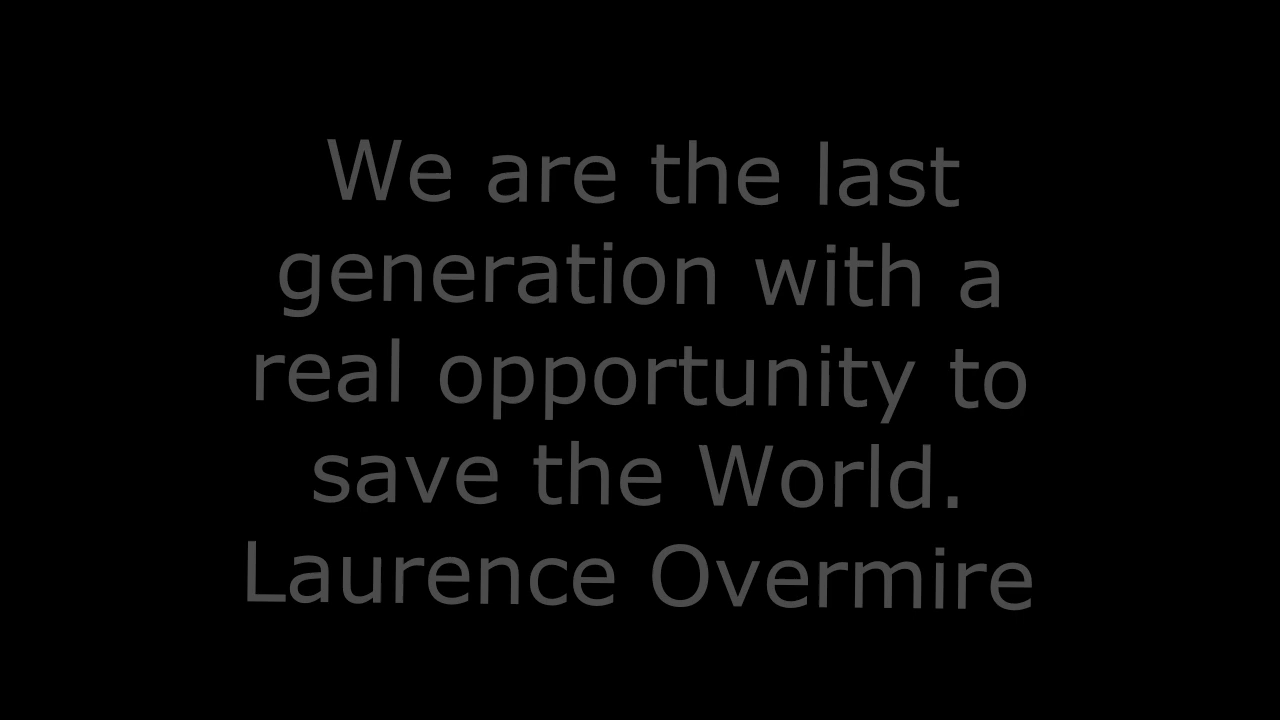 We are the last
generation with a
real opportunity to
save the World.
Laurence Overmire